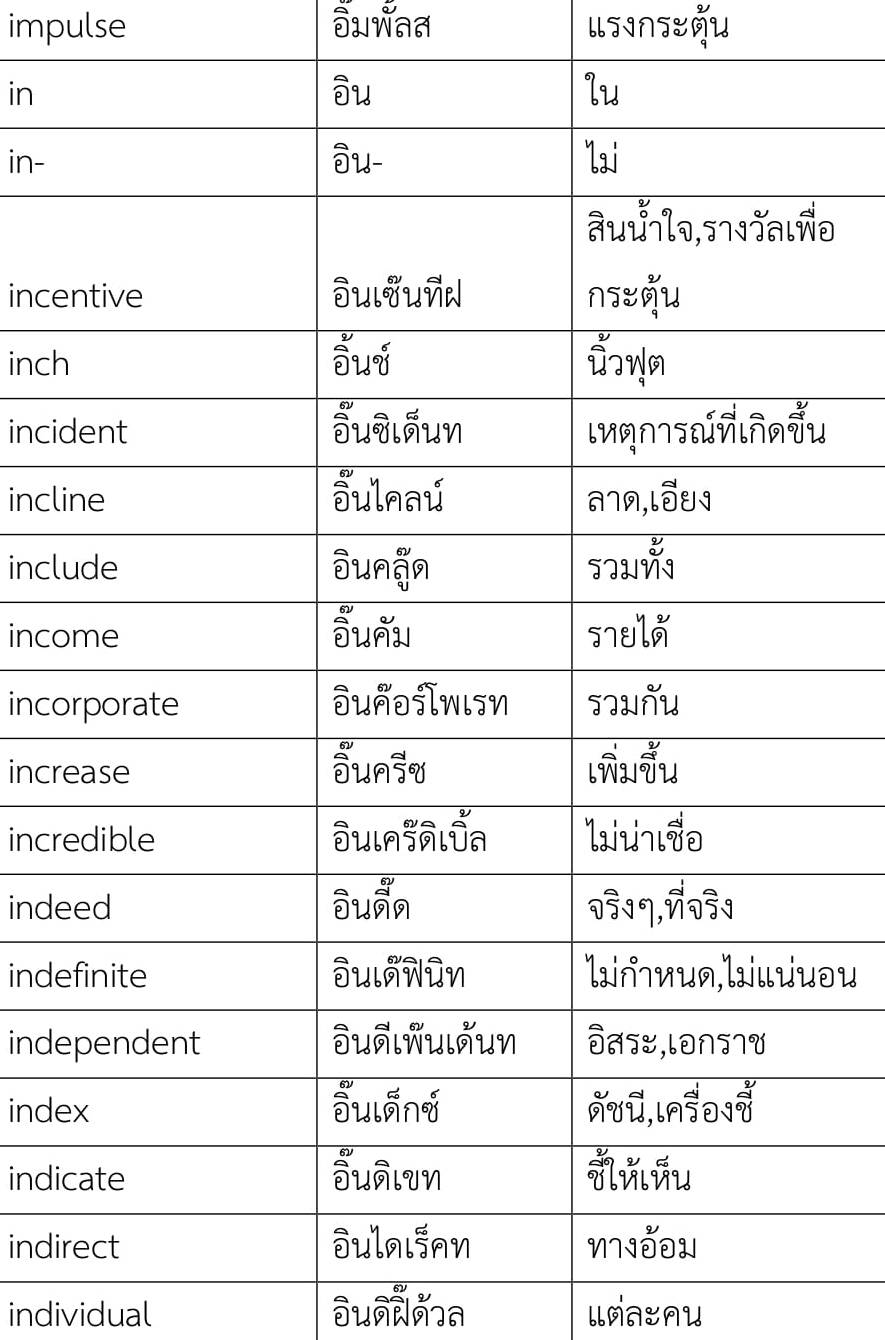 impulse อิ๊มพั้ลส แรงกระตุ้น
in อิน ใน
in- อิน- ไม่
สินน้ำใจ,รางวัลเพื่อ
incentive อินเซ๊นทีฝ กระตุ้น
inch อิ้นช์ นิ้วฟุต
incident อิ๊นซิเด็นท เหตุการณ์ที่เกิดขึ้น
incline อิ๊นไคลน์ ลาด,เอียง
include อินคลู๊ด รวมทั้ง
income อิ๊นคัม รายได้
incorporate อินค๊อร์โพเรท รวมกัน
increase อิ๊นครีซ เพิ่มขึ้น
incredible อินเคร๊ดิเบิ้ล ไม่น่าเชื่อ
indeed อินดี๊ด จริงๆ,ที่จริง
indefinite อินเด๊ฟินิท ไม่กำหนด,ไม่แน่นอน
independent อินดีเพ๊นเด้นท อิสระ,เอกราช
index อิ๊นเด็กซ์ ดัชนี,เครื่องชี้
indicate อิ๊นดิเขท ชี้ให้เห็น
indirect อินไดเร็คท ทางอ้อม
individual อินดิฝิ๊ด้วล แต่ละคน